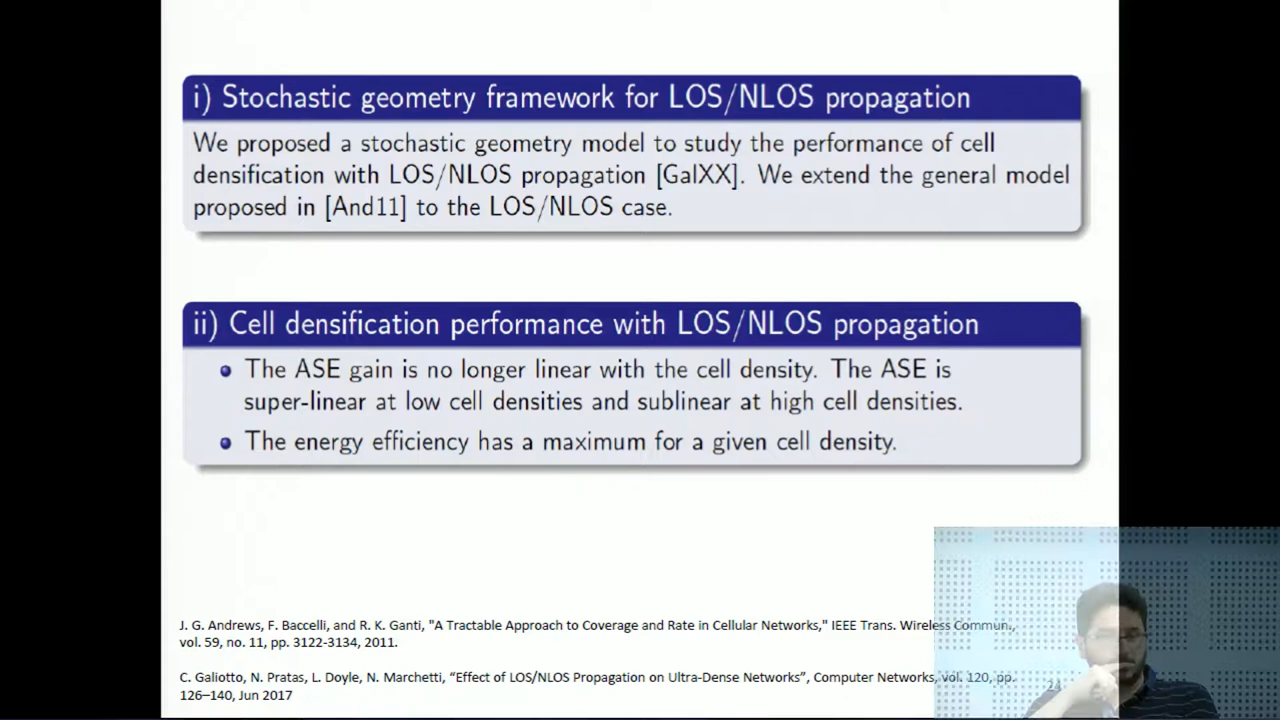 i) Stochastic geometry framework for LOS/NLOS propagation
We proposed a stochastic geometry model to study the performance of cell
densification with LOS/NLOS propagation [GalXX]. We extend the general model
proposed in [And11] to the LOS/NLOS case.
ii) Cell densification performance with LOS/NLOS propagation
The ASE gain is no longer linear with the cell density. The ASE is
super-linear at low cell densities and sublinear at high cell densities.
The energy efficiency has a maximum for a given cell density.
J. G. Andrews, F. Baccelli, and R. K. Ganti, "A Tractable Approach to Coverage and Rate in Cellular Networks," IEEE Trans. Wireless Commun.,
vol. 59, no. 11, pp. 3122-3134, 2011.
C. Galiotto, N. Pratas, L. Doyle, N. Marchetti, “Effect of LOS/NLOS Propagation on Ultra-Dense Networks”, Computer Networks, vol. 120, pp.
126–140, Jun 2017
24